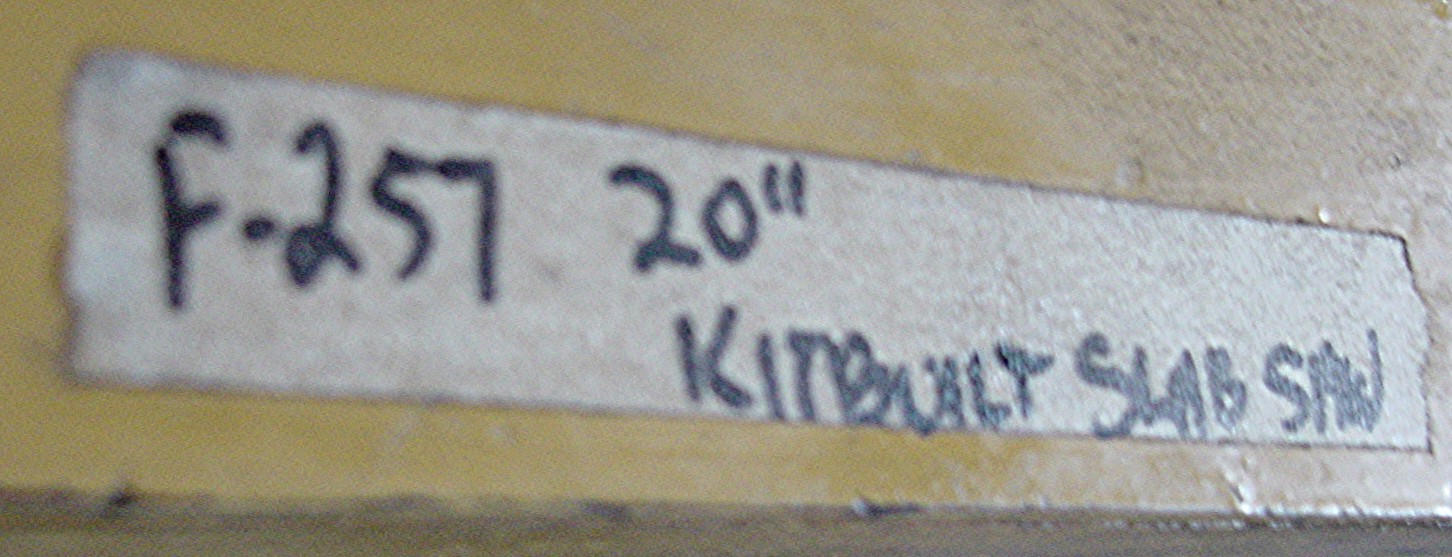 F-257 20"
KITBUILT SLAB SAW